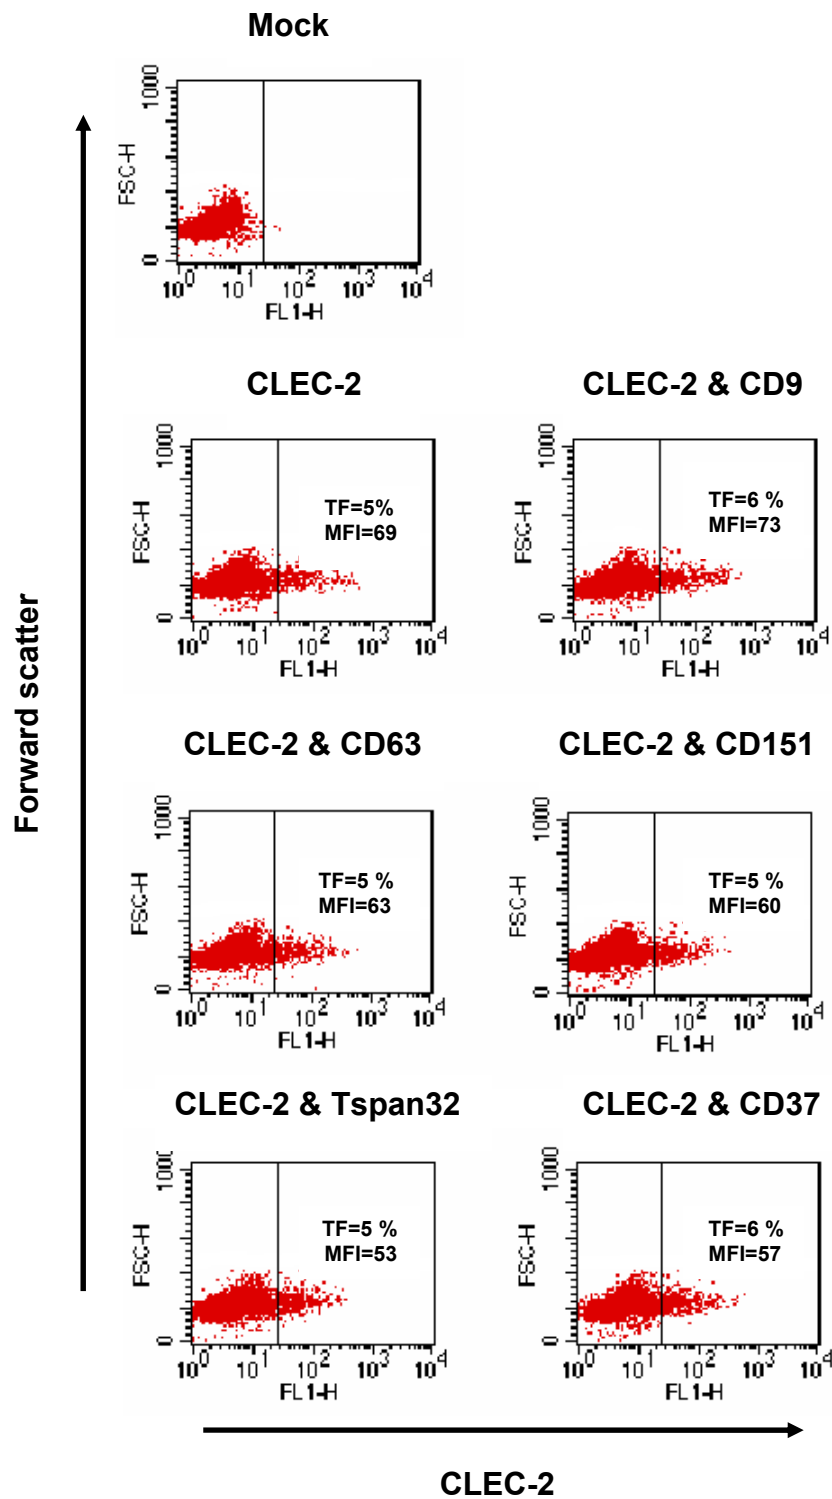 Mock
1000
FSC-H
0
10^0 10^1 10^2 10^3 10^4
FL1-H
CLEC-2
1000
FSC-H
TF=5%
MFI=69
0
10^0 10^1 10^2 10^3 10^4
FL1-H
CLEC-2 & CD9
1000
FSC-H
TF=6 %
MFI=73
0
10^0 10^1 10^2 10^3 10^4
FL1-H
Forward scatter
CLEC-2 & CD63
1000
FSC-H
TF=5 %
MFI=63
0
10^0 10^1 10^2 10^3 10^4
FL1-H
CLEC-2 & CD151
1000
FSC-H
TF=5 %
MFI=60
0
10^0 10^1 10^2 10^3 10^4
FL1-H
CLEC-2 & Tspan32
1000
FSC-H
TF=5 %
MFI=53
0
10^0 10^1 10^2 10^3 10^4
FL1-H
CLEC-2 & CD37
1000
FSC-H
TF=6 %
MFI=57
0
10^0 10^1 10^2 10^3 10^4
FL1-H
CLEC-2